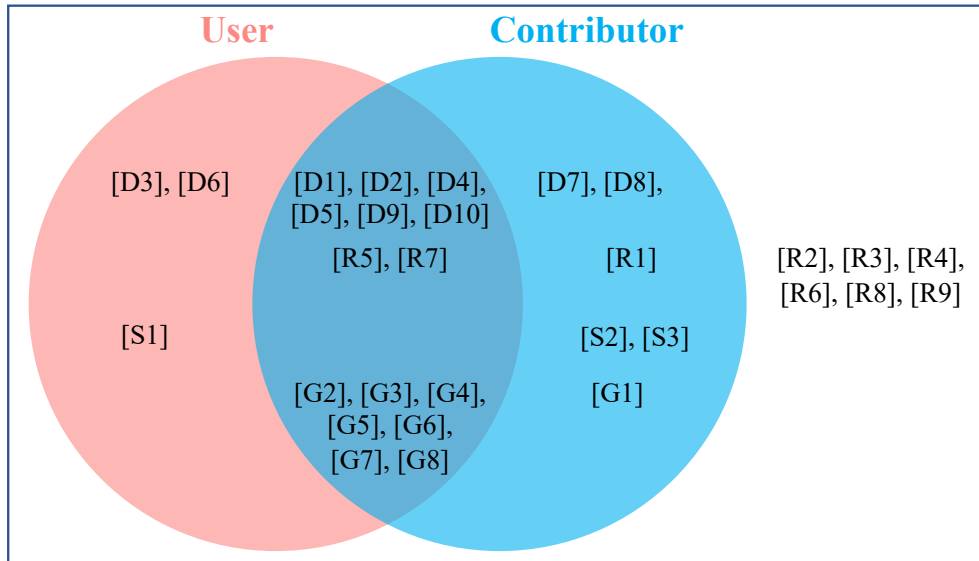 User Contributor
[D3], [D6] [D1], [D2], [D4], [D7], [D8],
[D5], [D9], [D10]
[R5], [R7] [R1] [R2], [R3], [R4],
[R6], [R8], [R9]
[S1] [S2], [S3]
[G2], [G3], [G4], [G1]
[G5], [G6],
[G7], [G8]